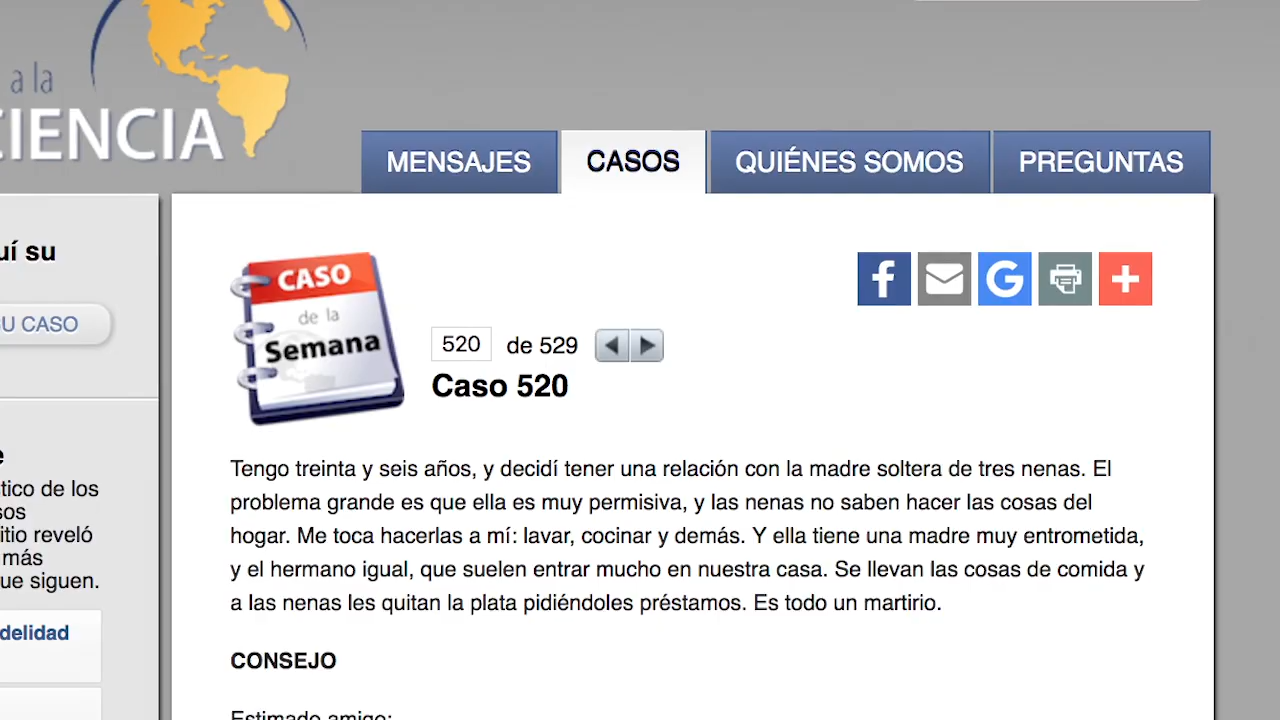 a la
CIENCIA
MENSAJES
CASOS
QUIÉNES SOMOS
PREGUNTAS
uí su
U CASO
e
tico de los
sos
itio reveló
más
ue siguen.
delidad
CASO
de la
Semana
520 de 529
Caso 520
Tengo treinta y seis años, y decidí tener una relación con la madre soltera de tres nenas. El
problema grande es que ella es muy permisiva, y las nenas no saben hacer las cosas del
hogar. Me toca hacerlas a mí: lavar, cocinar y demás. Y ella tiene una madre muy entrometida,
y el hermano igual, que suelen entrar mucho en nuestra casa. Se llevan las cosas de comida y
a las nenas les quitan la plata pidiéndoles préstamos. Es todo un martirio.
CONSEJO
Estimado amigo: